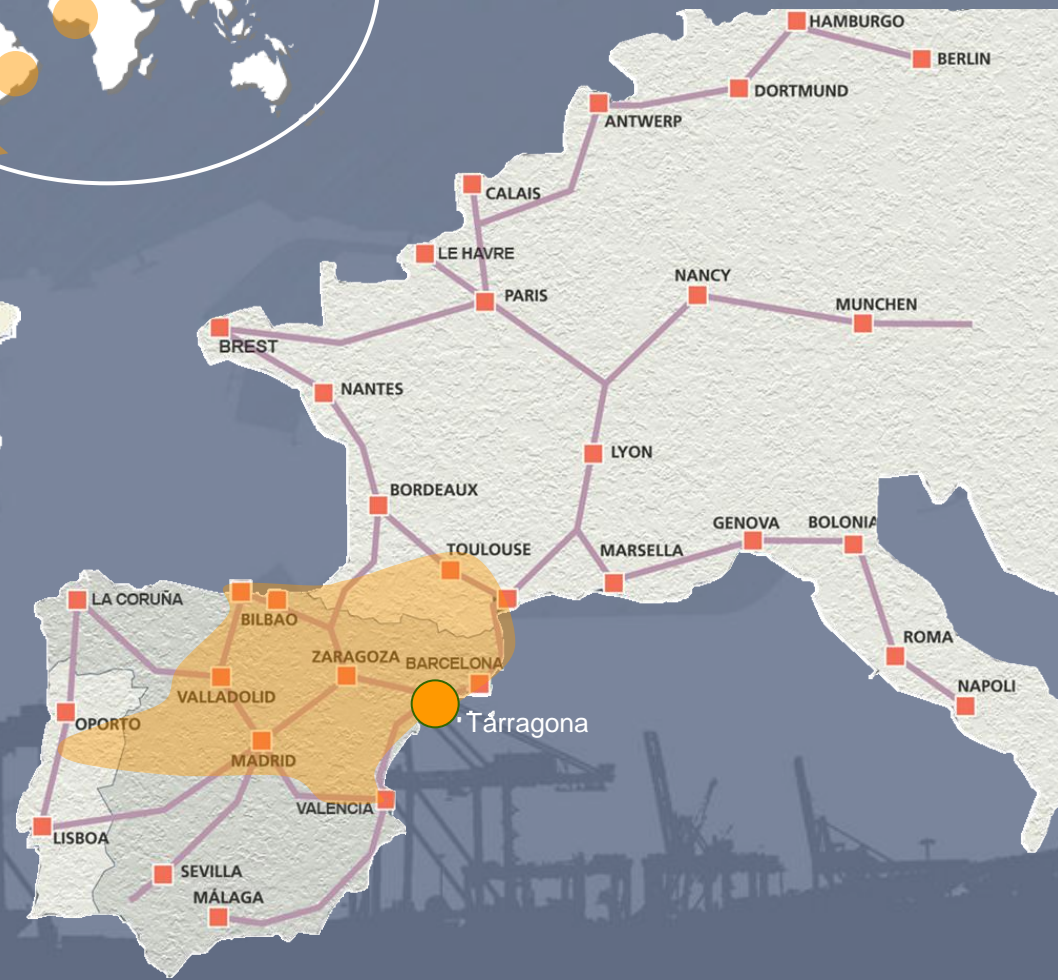 HAMBURGO
BERLIN
DORTMUND
ANTWERP
CALAIS
LE HAVRE
NANCY
PARIS
MUNCHEN
BREST
NANTES
LYON
BORDEAUX
GENOVA
BOLONIA
TOULOUSE
MARSELLA
LA CORUÑA
BILBAO
ROMA
ZARAGOZA
BARCELONA
NAPOLI
VALLADOLID
OPORTO
Tárragona
MADRID
VALENCIA
LISBOA
SEVILLA
MÁLAGA